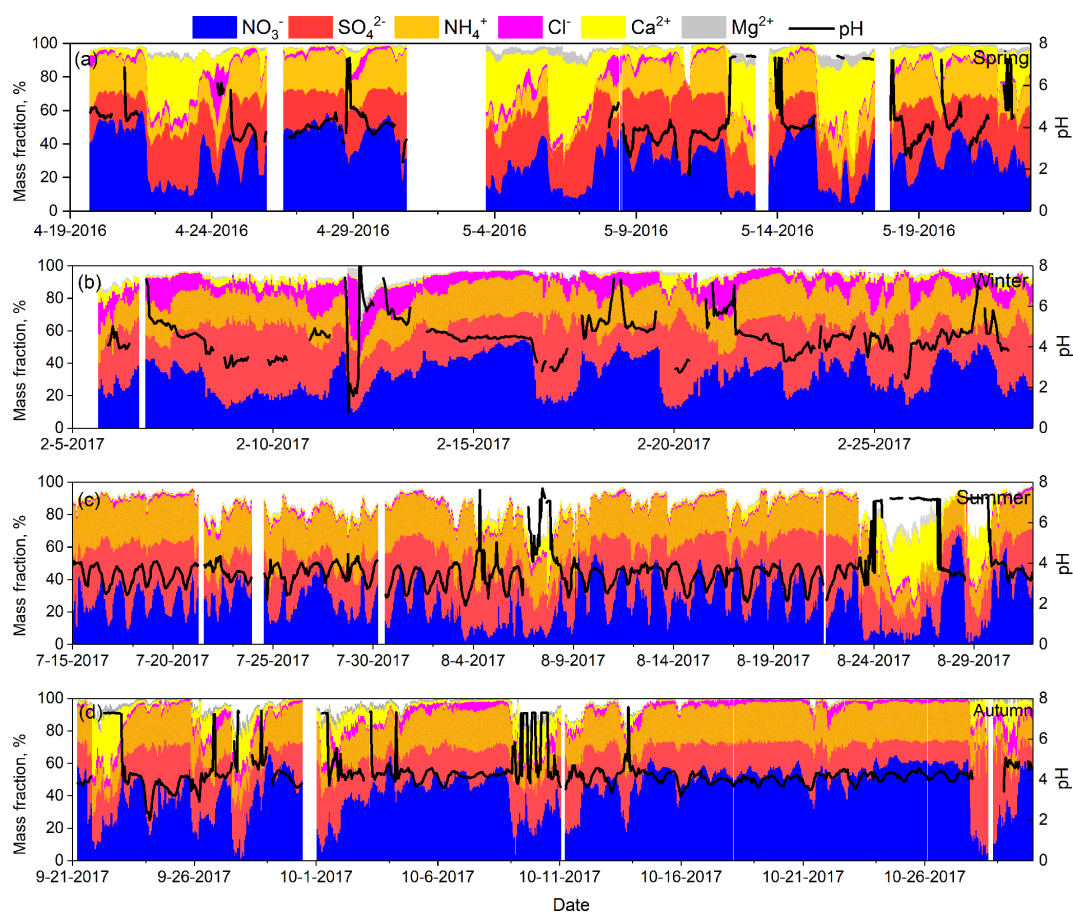 NO₃⁻ SO₄²⁻ NH₄⁺ Cl⁻ Ca²⁺ Mg²⁺ pH
(a)
Spring
Mass fraction, %
100
80
60
40
20
0
8
6
4
2
0
pH
4-19-2016 4-24-2016 4-29-2016 5-4-2016 5-9-2016 5-14-2016 5-19-2016
(b)
Winter
Mass fraction, %
100
80
60
40
20
0
8
6
4
2
0
pH
2-5-2017 2-10-2017 2-15-2017 2-20-2017 2-25-2017
(c)
Summer
Mass fraction, %
100
80
60
40
20
0
8
6
4
2
0
pH
7-15-2017 7-20-2017 7-25-2017 7-30-2017 8-4-2017 8-9-2017 8-14-2017 8-19-2017 8-24-2017 8-29-2017
(d)
Autumn
Mass fraction, %
100
80
60
40
20
0
8
6
4
2
0
pH
9-21-2017 9-26-2017 10-1-2017 10-6-2017 10-11-2017 10-16-2017 10-21-2017 10-26-2017
Date